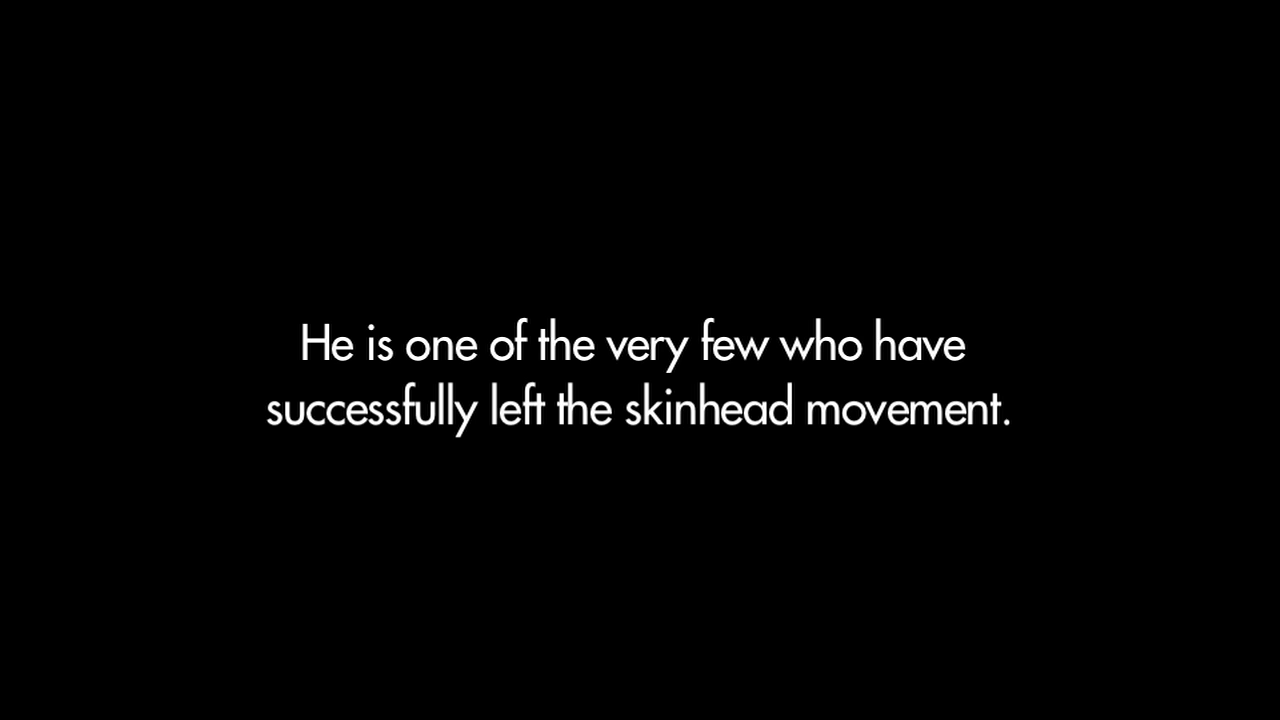 He is one of the very few who have
successfully left the skinhead movement.